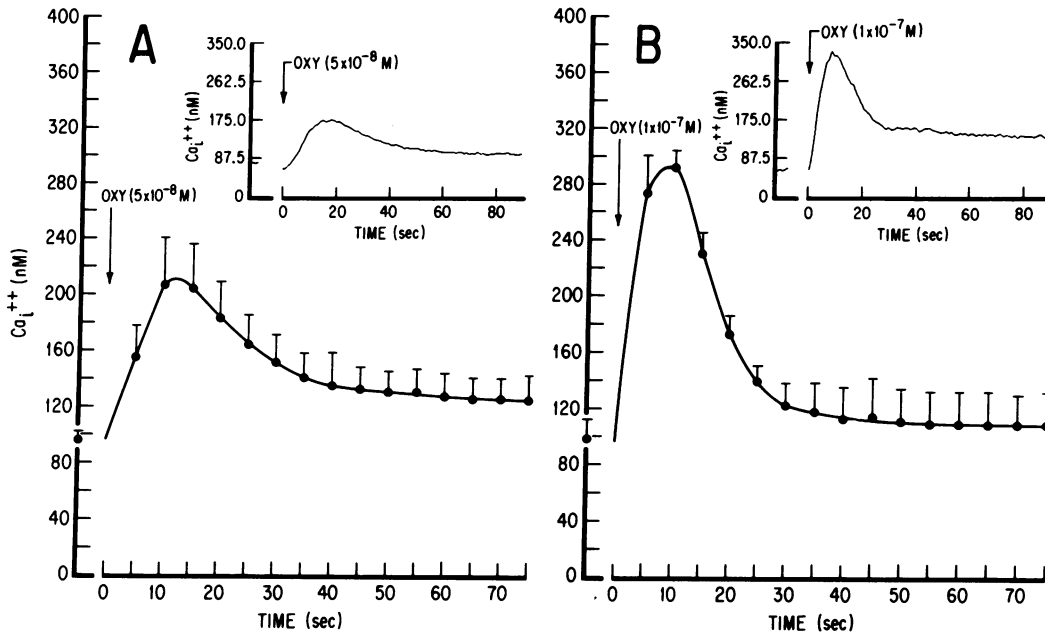 A
400
360
320
280
240
200
160
120
80
40
0
Ca_i^++ (nM)
OXY (5x10^-8 M)
0 10 20 30 40 50 60 70
TIME (sec)
OXY (5x10^-8 M)
350.0
262.5
175.0
87.5
0
Ca_i^++ (nM)
0 20 40 60 80
TIME (sec)
B
400
360
320
280
240
200
160
120
80
40
0
OXY (1x10^-7 M)
0 10 20 30 40 50 60 70
TIME (sec)
OXY (1x10^-7 M)
350.0
262.5
175.0
87.5
0
Ca_i^++ (nM)
0 20 40 60 80
TIME (sec)